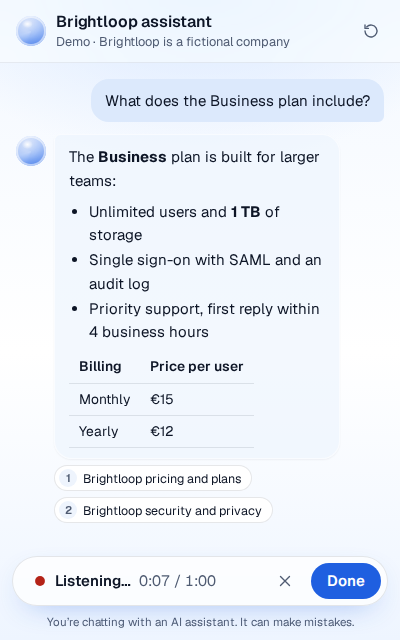 Brightloop assistant
Demo · Brightloop is a fictional company
What does the Business plan include?
The Business plan is built for larger
teams:
• Unlimited users and 1 TB of
storage
• Single sign-on with SAML and an
audit log
• Priority support, first reply within
4 business hours
Billing Price per user
Monthly €15
Yearly €12
1 Brightloop pricing and plans
2 Brightloop security and privacy
Listening... 0:07 / 1:00 Done
You're chatting with an AI assistant. It can make mistakes.